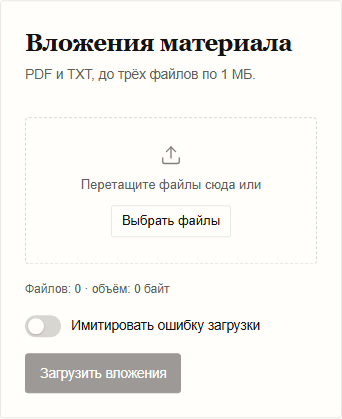 Вложения материала
PDF и TXT, до трёх файлов по 1 МБ.
Перетащите файлы сюда или
Выбрать файлы
Файлов: 0 · объём: 0 байт
Имитировать ошибку загрузки
Загрузить вложения